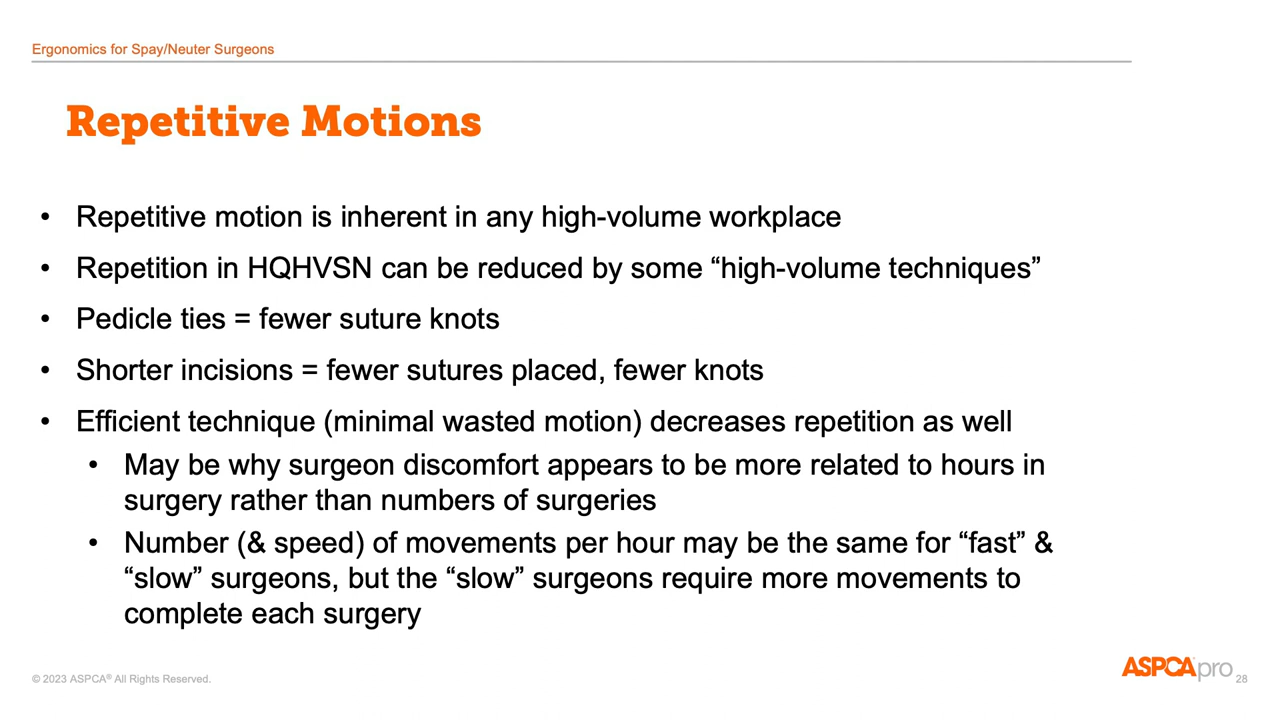 Ergonomics for Spay/Neuter Surgeons
Repetitive Motions
• Repetitive motion is inherent in any high-volume workplace
• Repetition in HQHVSN can be reduced by some “high-volume techniques”
• Pedicle ties = fewer suture knots
• Shorter incisions = fewer sutures placed, fewer knots
• Efficient technique (minimal wasted motion) decreases repetition as well
• May be why surgeon discomfort appears to be more related to hours in
surgery rather than numbers of surgeries
• Number (& speed) of movements per hour may be the same for “fast” &
“slow” surgeons, but the “slow” surgeons require more movements to
complete each surgery
© 2023 ASPCA® All Rights Reserved.
ASPCA pro
28